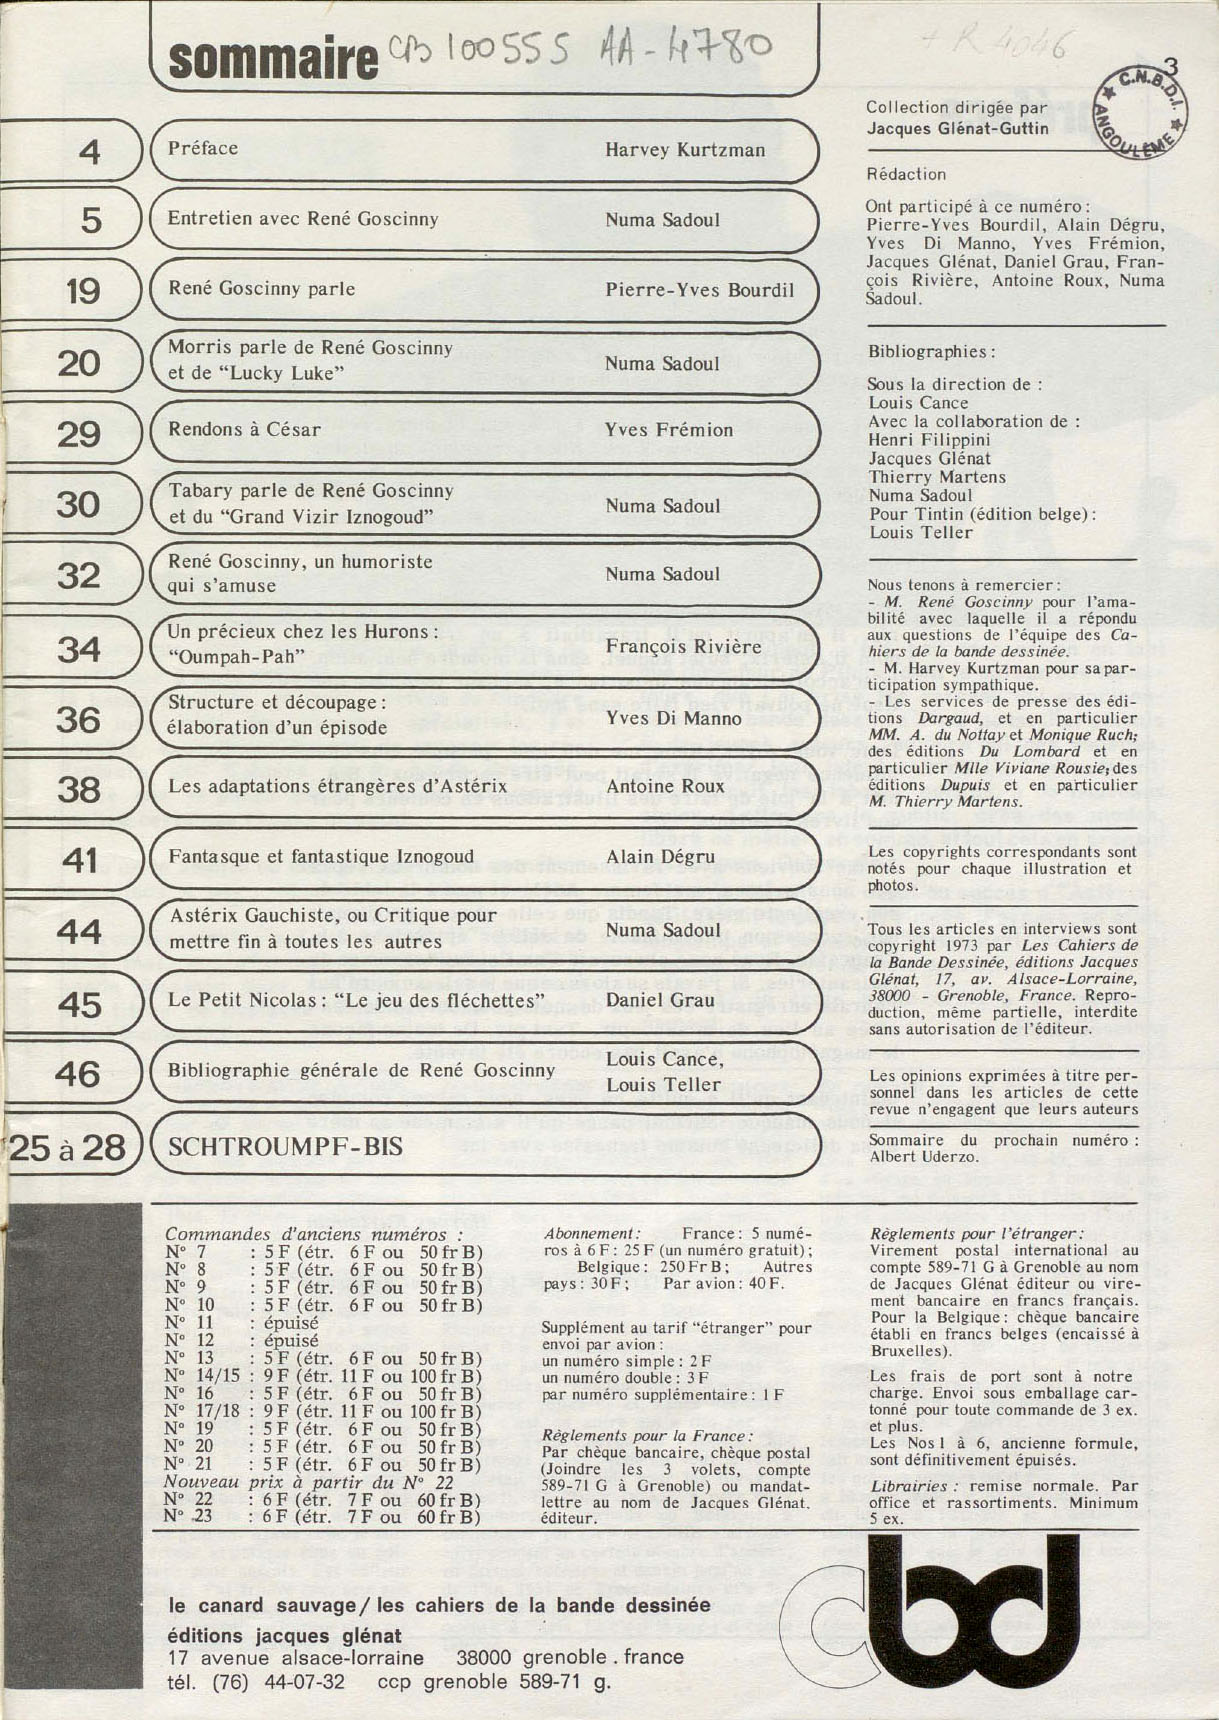 sommaire CB 100555 AA-4780
+ R 4046
3
C.N.B.D.I. ANGOULÊME
4 Préface Harvey Kurtzman
5 Entretien avec René Goscinny Numa Sadoul
19 René Goscinny parle Pierre-Yves Bourdil
20 Morris parle de René Goscinny
et de “Lucky Luke” Numa Sadoul
29 Rendons à César Yves Frémion
30 Tabary parle de René Goscinny
et du “Grand Vizir Iznogoud” Numa Sadoul
32 René Goscinny, un humoriste
qui s’amuse Numa Sadoul
34 Un précieux chez les Hurons :
“Oumpah-Pah” François Rivière
36 Structure et découpage :
élaboration d’un épisode Yves Di Manno
38 Les adaptations étrangères d’Astérix Antoine Roux
41 Fantasque et fantastique Iznogoud Alain Dégru
44 Astérix Gauchiste, ou Critique pour
mettre fin à toutes les autres Numa Sadoul
45 Le Petit Nicolas : “Le jeu des fléchettes” Daniel Grau
46 Bibliographie générale de René Goscinny Louis Cance,
Louis Teller
25 à 28 SCHTROUMPF-BIS
Collection dirigée par
Jacques Glénat-Guttin
Rédaction
Ont participé à ce numéro :
Pierre-Yves Bourdil, Alain Dégru,
Yves Di Manno, Yves Frémion,
Jacques Glénat, Daniel Grau, Fran-
çois Rivière, Antoine Roux, Numa
Sadoul.
Bibliographies :
Sous la direction de :
Louis Cance
Avec la collaboration de :
Henri Filippini
Jacques Glénat
Thierry Martens
Numa Sadoul
Pour Tintin (édition belge) :
Louis Teller
Nous tenons à remercier :
- M. René Goscinny pour l’ama-
bilité avec laquelle il a répondu
aux questions de l’équipe des Ca-
hiers de la bande dessinée.
- M. Harvey Kurtzman pour sa par-
ticipation sympathique.
- Les services de presse des édi-
tions Dargaud, et en particulier
MM. A. du Nottay et Monique Ruch;
des éditions Du Lombard et en
particulier Mlle Viviane Rousie; des
éditions Dupuis et en particulier
M. Thierry Martens.
Les copyrights correspondants sont
notés pour chaque illustration et
photos.
Tous les articles en interviews sont
copyright 1973 par Les Cahiers de
la Bande Dessinée, éditions Jacques
Glénat, 17, av. Alsace-Lorraine,
38000 - Grenoble, France. Repro-
duction, même partielle, interdite
sans autorisation de l’éditeur.
Les opinions exprimées à titre per-
sonnel dans les articles de cette
revue n’engagent que leurs auteurs
Sommaire du prochain numéro :
Albert Uderzo.
Commandes d’anciens numéros :
N° 7 : 5 F (étr. 6 F ou 50 fr B)
N° 8 : 5 F (étr. 6 F ou 50 fr B)
N° 9 : 5 F (étr. 6 F ou 50 fr B)
N° 10 : 5 F (étr. 6 F ou 50 fr B)
N° 11 : épuisé
N° 12 : épuisé
N° 13 : 5 F (étr. 6 F ou 50 fr B)
N° 14/15 : 9 F (étr. 11 F ou 100 fr B)
N° 16 : 5 F (étr. 6 F ou 50 fr B)
N° 17/18 : 9 F (étr. 11 F ou 100 fr B)
N° 19 : 5 F (étr. 6 F ou 50 fr B)
N° 20 : 5 F (étr. 6 F ou 50 fr B)
N° 21 : 5 F (étr. 6 F ou 50 fr B)
Nouveau prix à partir du N° 22
N° 22 : 6 F (étr. 7 F ou 60 fr B)
N° 23 : 6 F (étr. 7 F ou 60 fr B)
Abonnement : France : 5 numé-
ros à 6 F : 25 F (un numéro gratuit) ;
Belgique : 250 Fr B ; Autres
pays : 30 F ; Par avion : 40 F.
Supplément au tarif “étranger” pour
envoi par avion :
un numéro simple : 2 F
un numéro double : 3 F
par numéro supplémentaire : 1 F
Règlements pour la France :
Par chèque bancaire, chèque postal
(Joindre les 3 volets, compte
589-71 G à Grenoble) ou mandat-
lettre au nom de Jacques Glénat.
éditeur.
Règlements pour l’étranger :
Virement postal international au
compte 589-71 G à Grenoble au nom
de Jacques Glénat éditeur ou vire-
ment bancaire en francs français.
Pour la Belgique : chèque bancaire
établi en francs belges (encaissé à
Bruxelles).
Les frais de port sont à notre
charge. Envoi sous emballage car-
tonné pour toute commande de 3 ex.
et plus.
Les Nos 1 à 6, ancienne formule,
sont définitivement épuisés.
Librairies : remise normale. Par
office et rassortiments. Minimum
5 ex.
le canard sauvage/ les cahiers de la bande dessinée
éditions jacques glénat
17 avenue alsace-lorraine 38000 grenoble . france
tél. (76) 44-07-32 ccp grenoble 589-71 g.
cbd